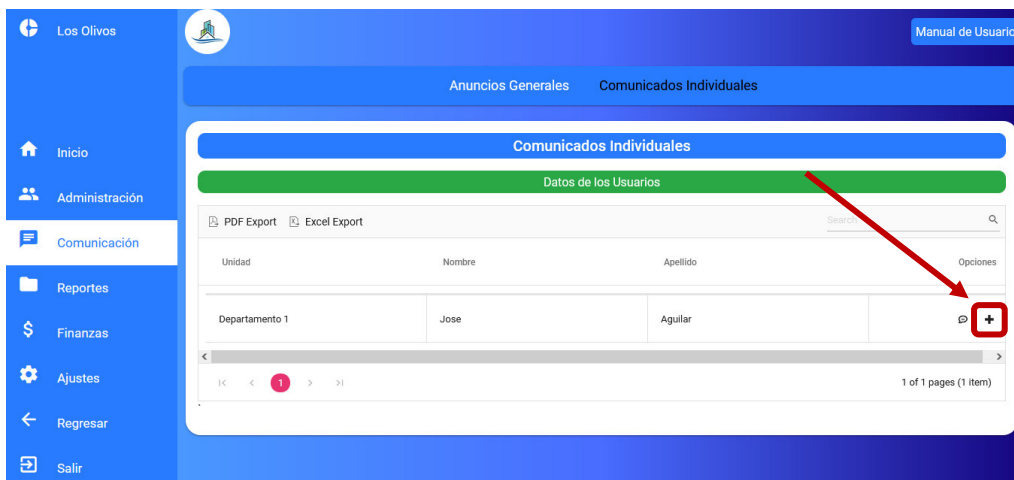 Los Olivos
Manual de Usuario
Anuncios Generales Comunicados Individuales
Inicio
Administración
Comunicación
Reportes
Finanzas
Ajustes
Regresar
Salir
Comunicados Individuales
Datos de los Usuarios
PDF Export Excel Export Search
Unidad Nombre Apellido Opciones
Departamento 1 Jose Aguilar
1 1 of 1 pages (1 item)